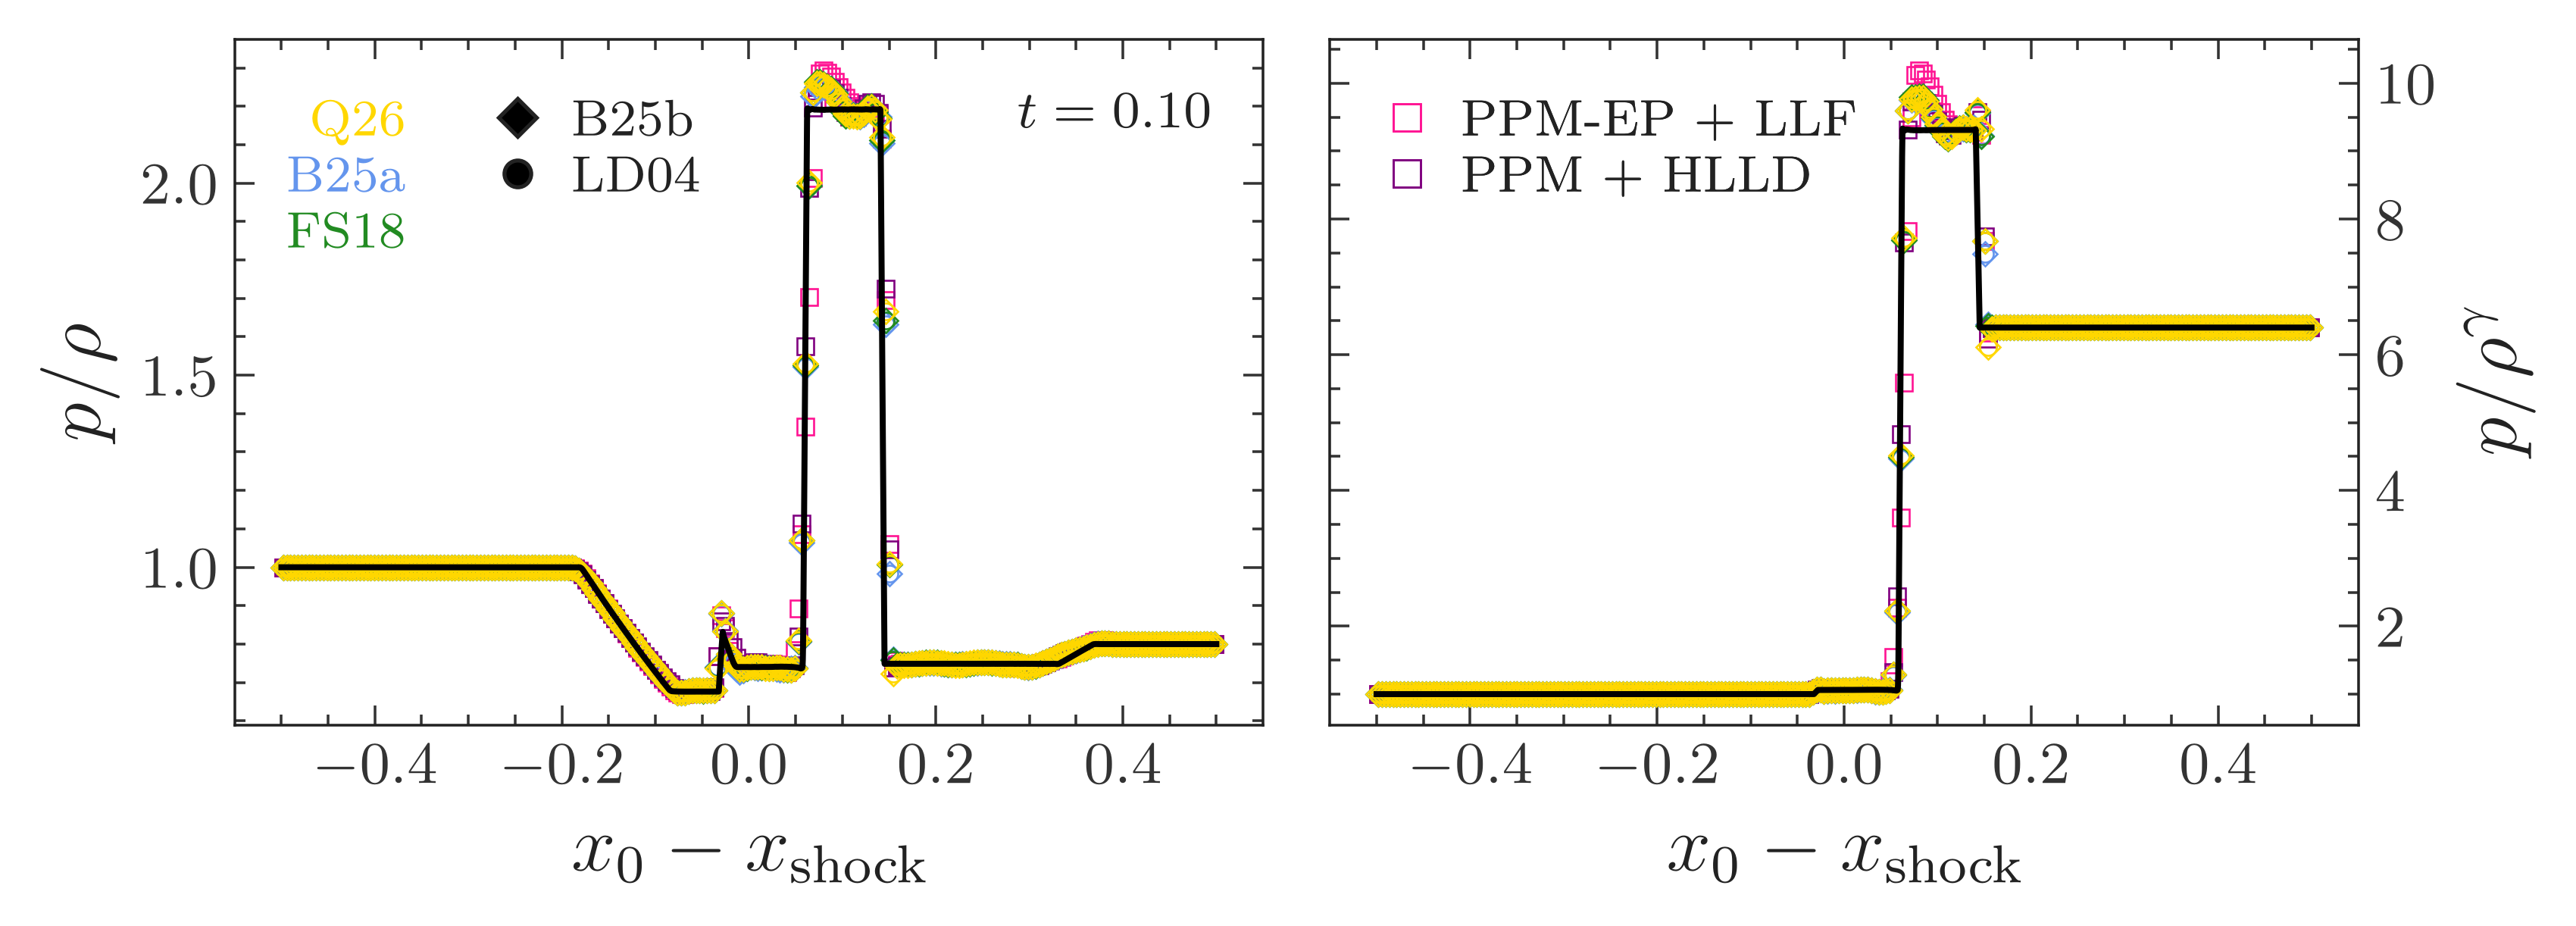 Q26
B25a
FS18
B25b
LD04
t = 0.10
PPM-EP + LLF
PPM + HLLD
p/ρ
2.0
1.5
1.0
−0.4 −0.2 0.0 0.2 0.4
x₀ − x_shock
p/ρ^γ
10
8
6
4
2
−0.4 −0.2 0.0 0.2 0.4
x₀ − x_shock